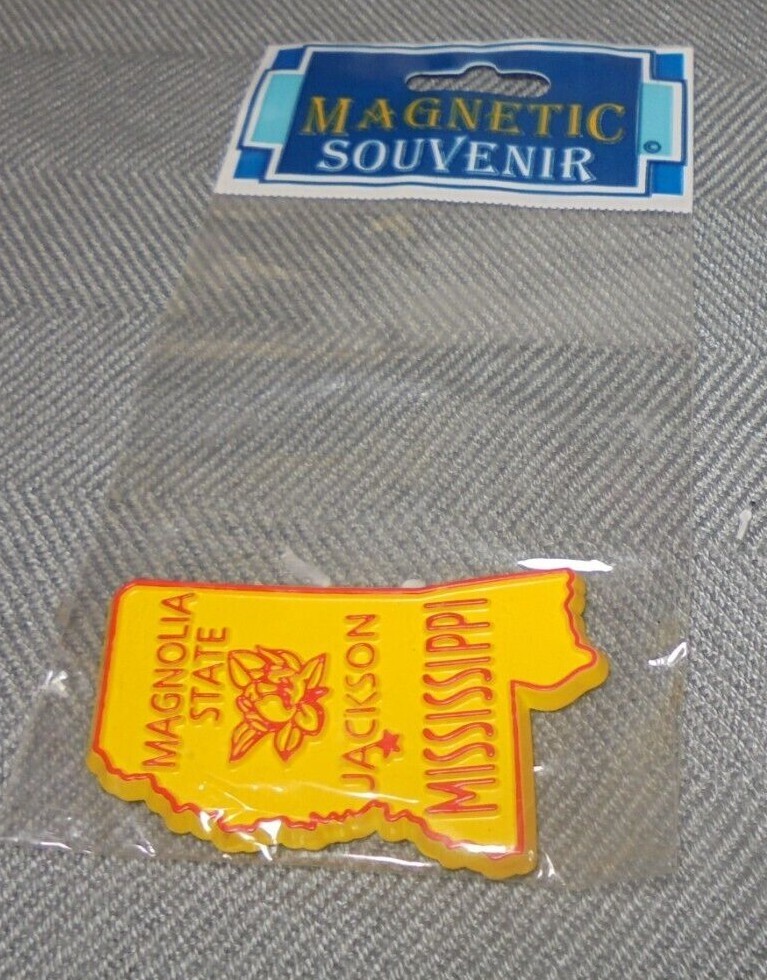 MAGNETIC
SOUVENIR
©
MAGNOLIA
STATE
JACKSON
MISSISSIPPI